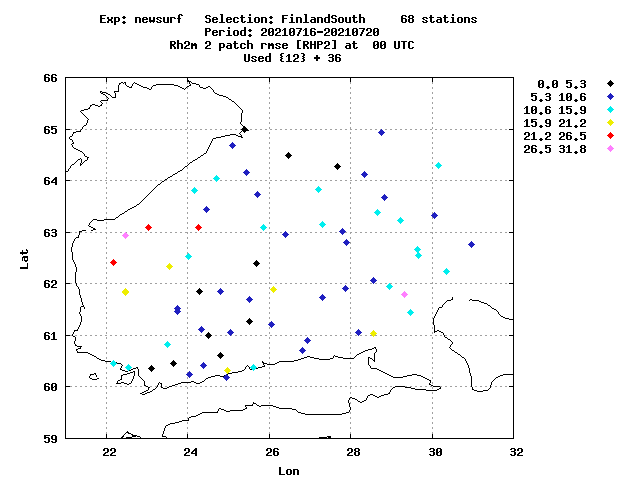 Exp: newsurf Selection: FinlandSouth 68 stations
Period: 20210716-20210720
Rh2m 2 patch rmse [RHP2] at 00 UTC
Used {12} + 36
0.0 5.3
5.3 10.6
10.6 15.9
15.9 21.2
21.2 26.5
26.5 31.8
66
65
64
63
62
61
60
59
Lat
22 24 26 28 30 32
Lon